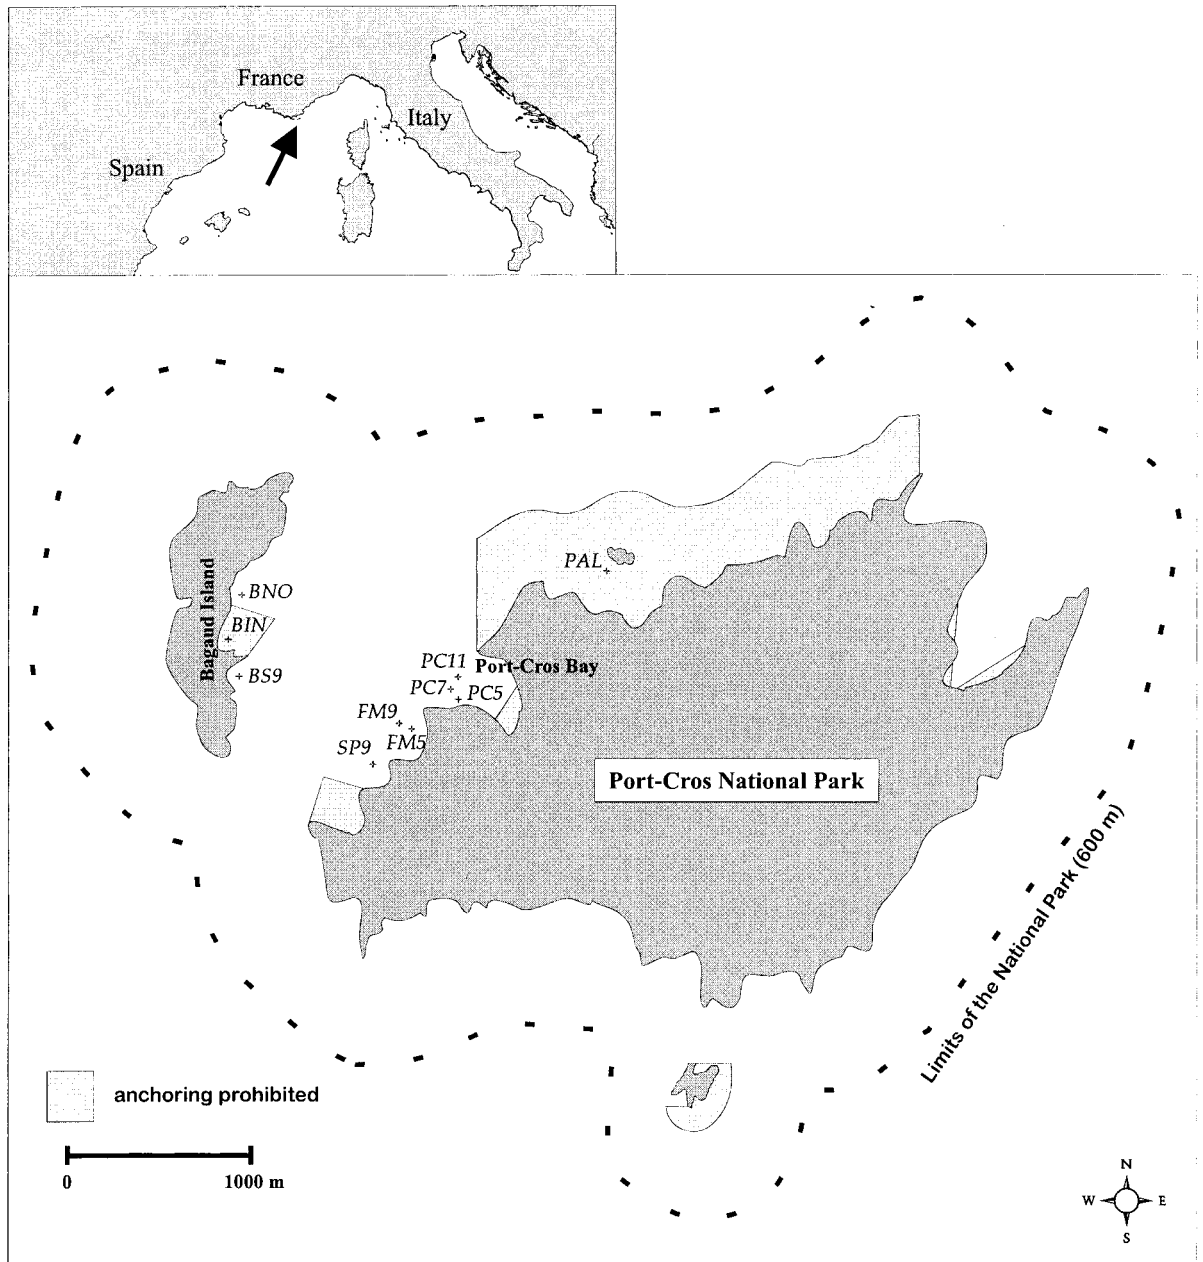 France
Italy
Spain
PAL
BNO
Bagaud Island
BIN
BS9
PC11
Port-Cros Bay
PC7
PC5
FM9
FM5
SP9
Port-Cros National Park
Limits of the National Park (600 m)
anchoring prohibited
0 1000 m
N
W E
S